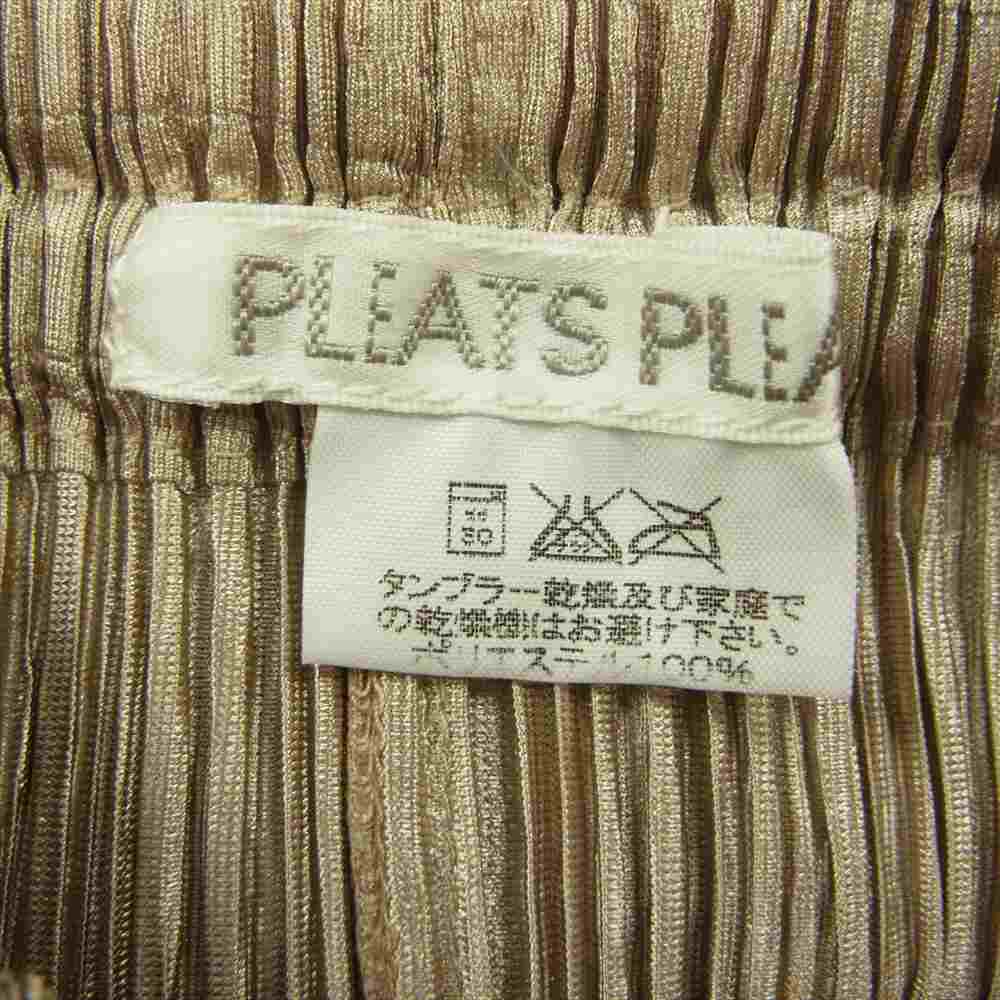 PLEATS PLEA
30
タンブラー乾燥及び家庭で
の乾燥機はお避け下さい。
ポリエステル100%